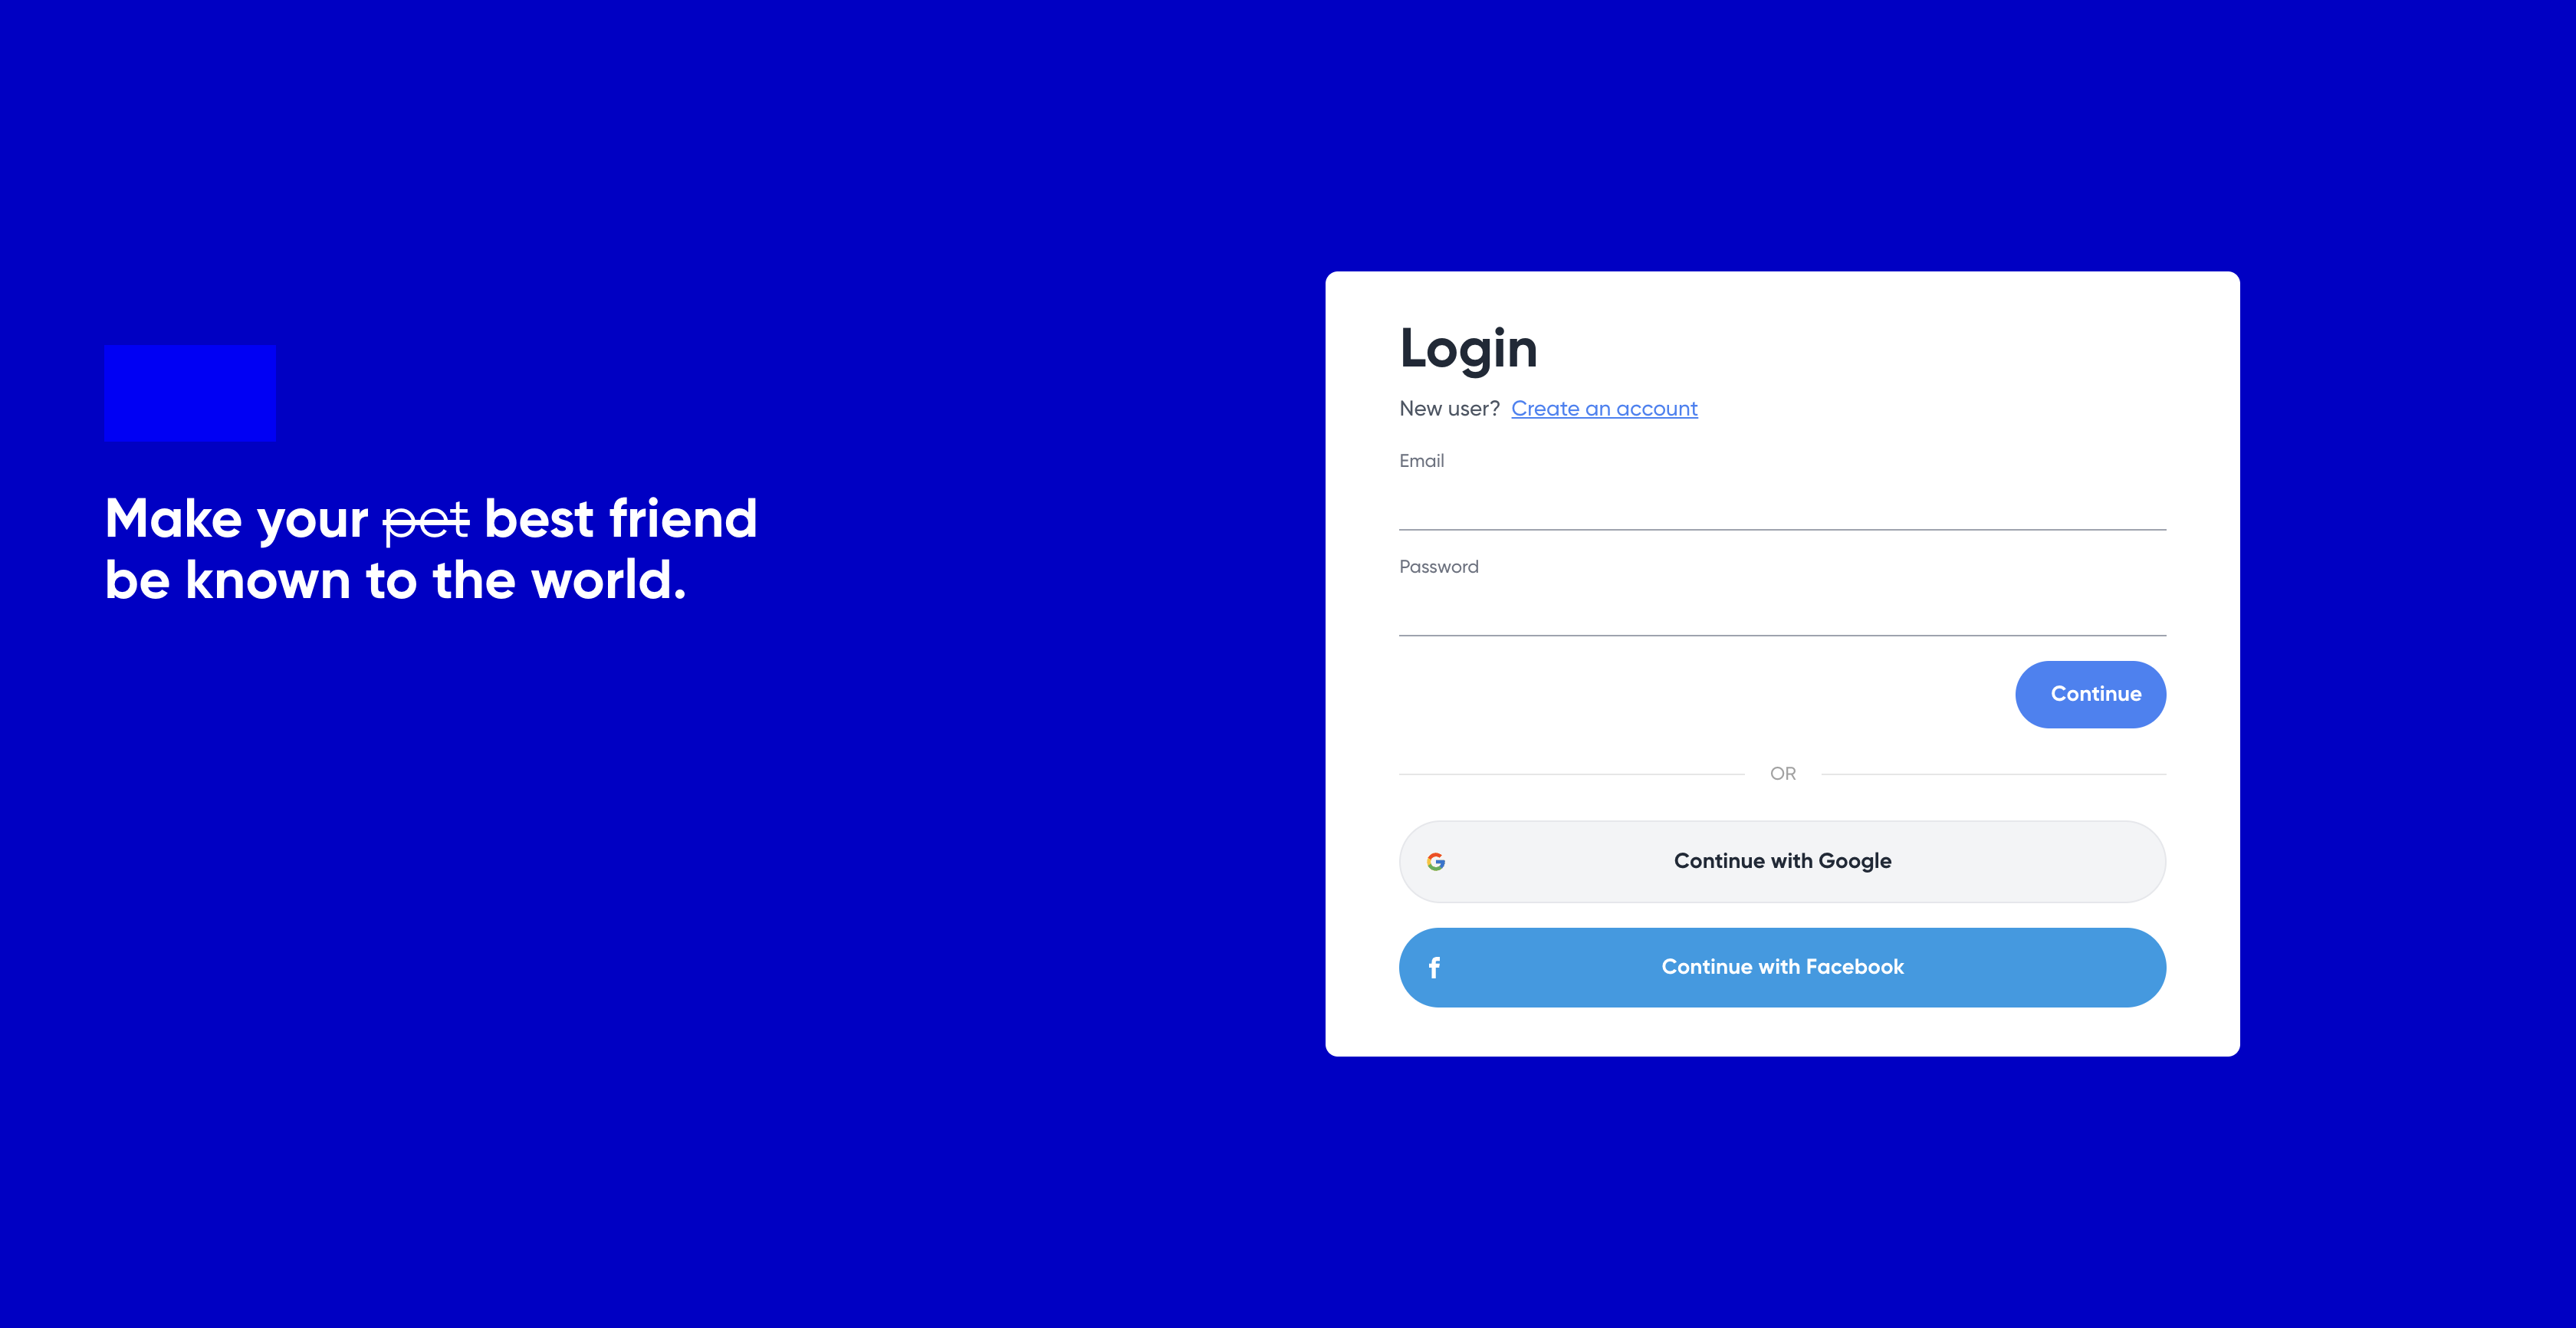 Make your pet best friend
be known to the world.
Login
New user? Create an account
Email
Password
Continue
OR
Continue with Google
Continue with Facebook